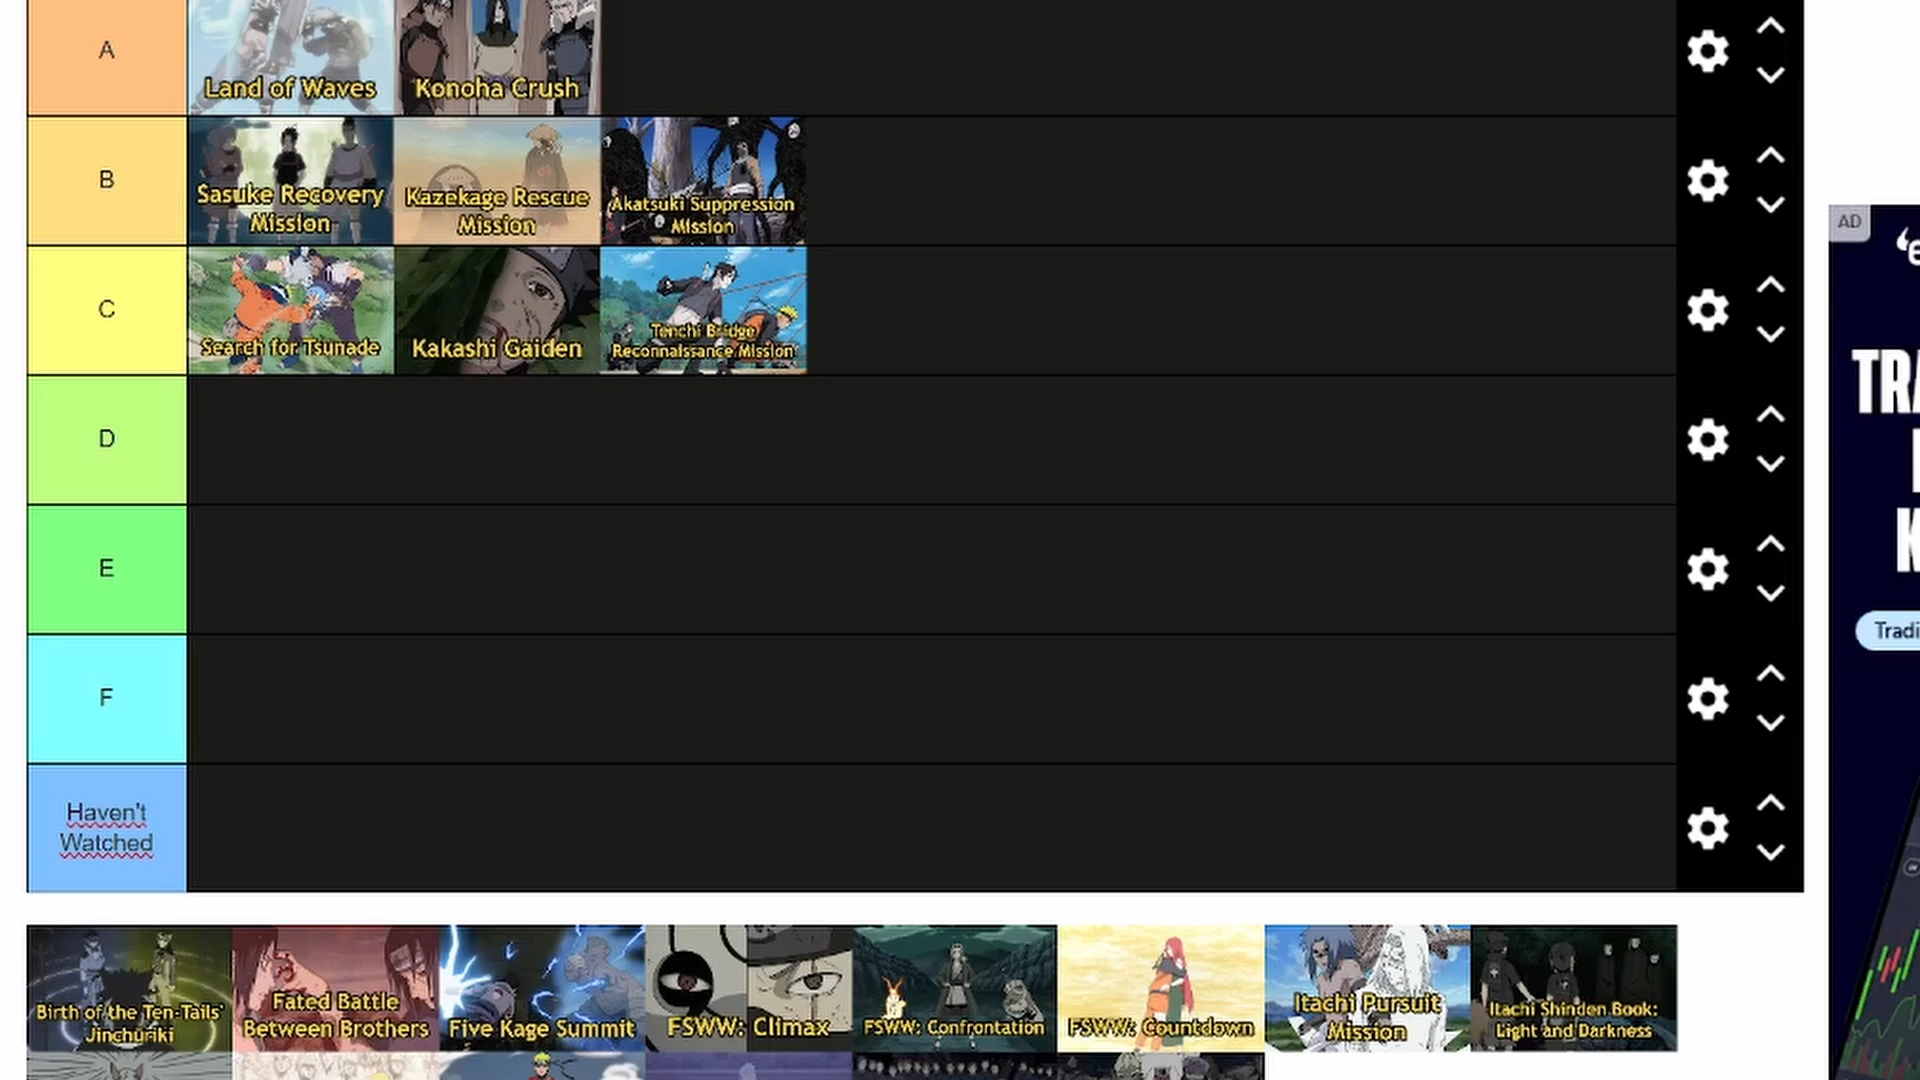 A
Land of Waves
Konoha Crush
B
Sasuke Recovery
Mission
Kazekage Rescue
Mission
Akatsuki Suppression
Mission
C
Search for Tsunade
Kakashi Gaiden
Tenchi Bridge
Reconnaissance Mission
D
E
F
Haven't
Watched
Birth of the Ten-Tails'
Jinchuriki
Fated Battle
Between Brothers
Five Kage Summit
FSWW: Climax
FSWW: Confrontation
FSWW: Countdown
Itachi Pursuit
Mission
Itachi Shinden Book:
Light and Darkness
AD
TRA
K
Tradi